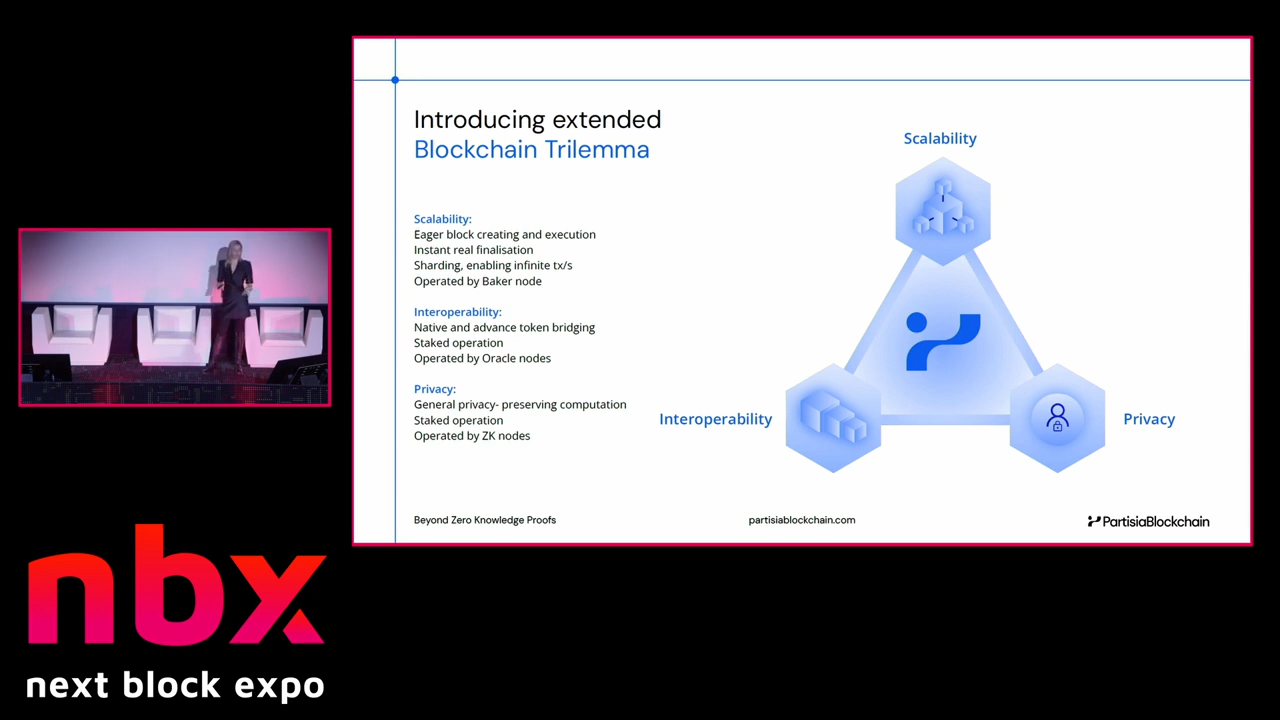 Introducing extended
Blockchain Trilemma
Scalability:
Eager block creating and execution
Instant real finalisation
Sharding, enabling infinite tx/s
Operated by Baker node
Interoperability:
Native and advance token bridging
Staked operation
Operated by Oracle nodes
Privacy:
General privacy- preserving computation
Staked operation
Operated by ZK nodes
Scalability
Interoperability
Privacy
Beyond Zero Knowledge Proofs
partisiablockchain.com
PartisiaBlockchain
nbx
next block expo